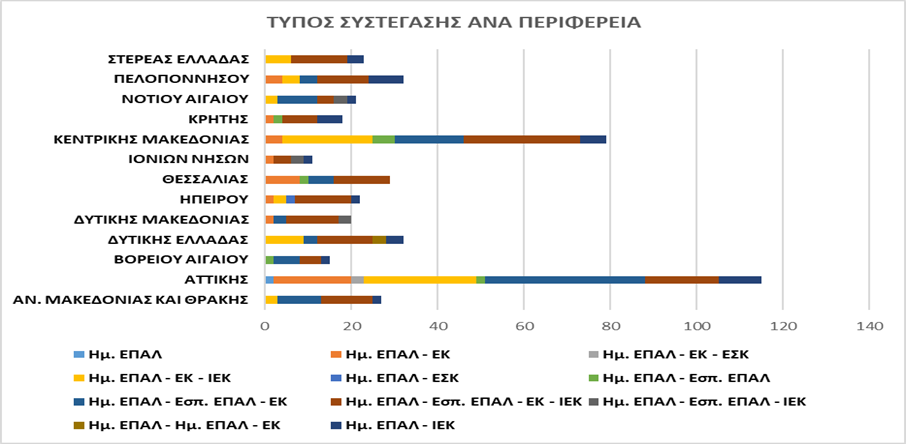 ΤΥΠΟΣ ΣΥΣΤΕΓΑΣΗΣ ΑΝΑ ΠΕΡΙΦΕΡΕΙΑ
ΣΤΕΡΕΑΣ ΕΛΛΑΔΑΣ
ΠΕΛΟΠΟΝΝΗΣΟΥ
ΝΟΤΙΟΥ ΑΙΓΑΙΟΥ
ΚΡΗΤΗΣ
ΚΕΝΤΡΙΚΗΣ ΜΑΚΕΔΟΝΙΑΣ
ΙΟΝΙΩΝ ΝΗΣΩΝ
ΘΕΣΣΑΛΙΑΣ
ΗΠΕΙΡΟΥ
ΔΥΤΙΚΗΣ ΜΑΚΕΔΟΝΙΑΣ
ΔΥΤΙΚΗΣ ΕΛΛΑΔΑΣ
ΒΟΡΕΙΟΥ ΑΙΓΑΙΟΥ
ΑΤΤΙΚΗΣ
ΑΝ. ΜΑΚΕΔΟΝΙΑΣ ΚΑΙ ΘΡΑΚΗΣ
0 20 40 60 80 100 120 140
Ημ. ΕΠΑΛ Ημ. ΕΠΑΛ - ΕΚ Ημ. ΕΠΑΛ - ΕΚ - ΕΣΚ
Ημ. ΕΠΑΛ - ΕΚ - ΙΕΚ Ημ. ΕΠΑΛ - ΕΣΚ Ημ. ΕΠΑΛ - Εσπ. ΕΠΑΛ
Ημ. ΕΠΑΛ - Εσπ. ΕΠΑΛ - ΕΚ Ημ. ΕΠΑΛ - Εσπ. ΕΠΑΛ - ΕΚ - ΙΕΚ Ημ. ΕΠΑΛ - Εσπ. ΕΠΑΛ - ΙΕΚ
Ημ. ΕΠΑΛ - Ημ. ΕΠΑΛ - ΕΚ Ημ. ΕΠΑΛ - ΙΕΚ